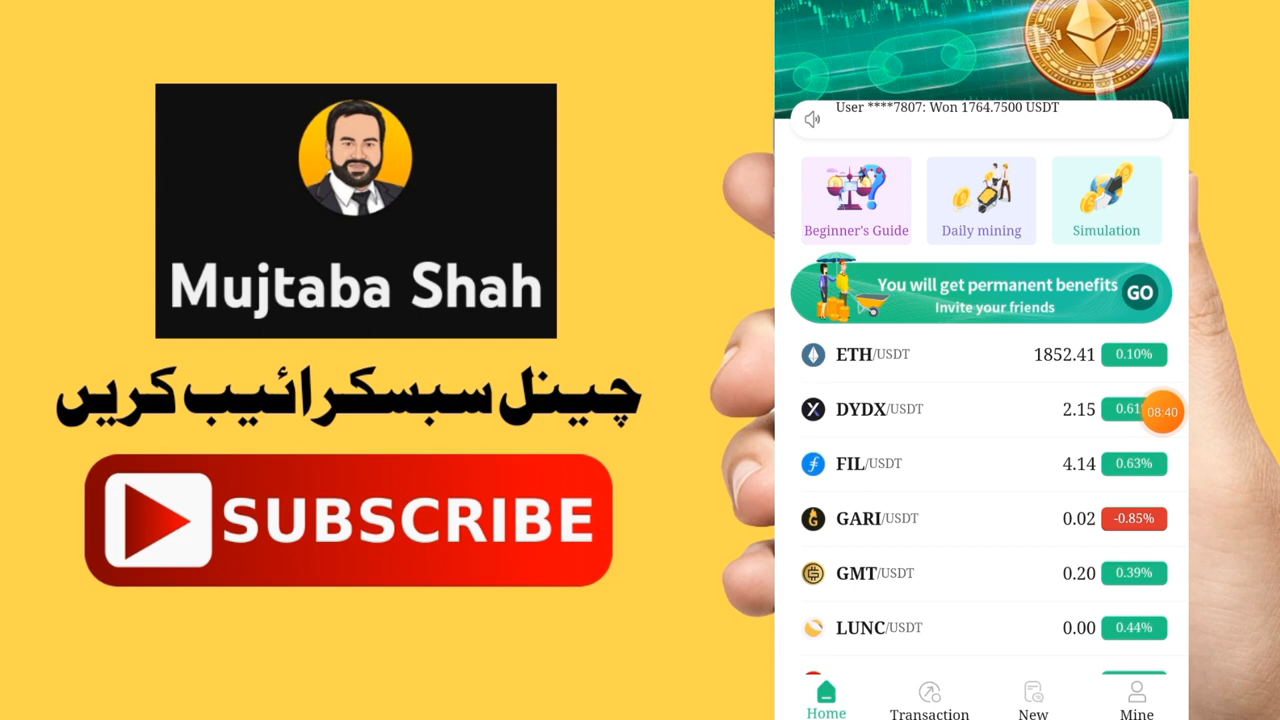 Mujtaba Shah
چینل سبسکرائیب کریں
SUBSCRIBE
User ****7807: Won 1764.7500 USDT
Beginner's Guide
Daily mining
Simulation
You will get permanent benefits
Invite your friends
GO
ETH/USDT 1852.41 0.10%
DYDX/USDT 2.15 0.61
08:40
FIL/USDT 4.14 0.63%
GARI/USDT 0.02 -0.85%
GMT/USDT 0.20 0.39%
LUNC/USDT 0.00 0.44%
Home
Transaction
New
Mine